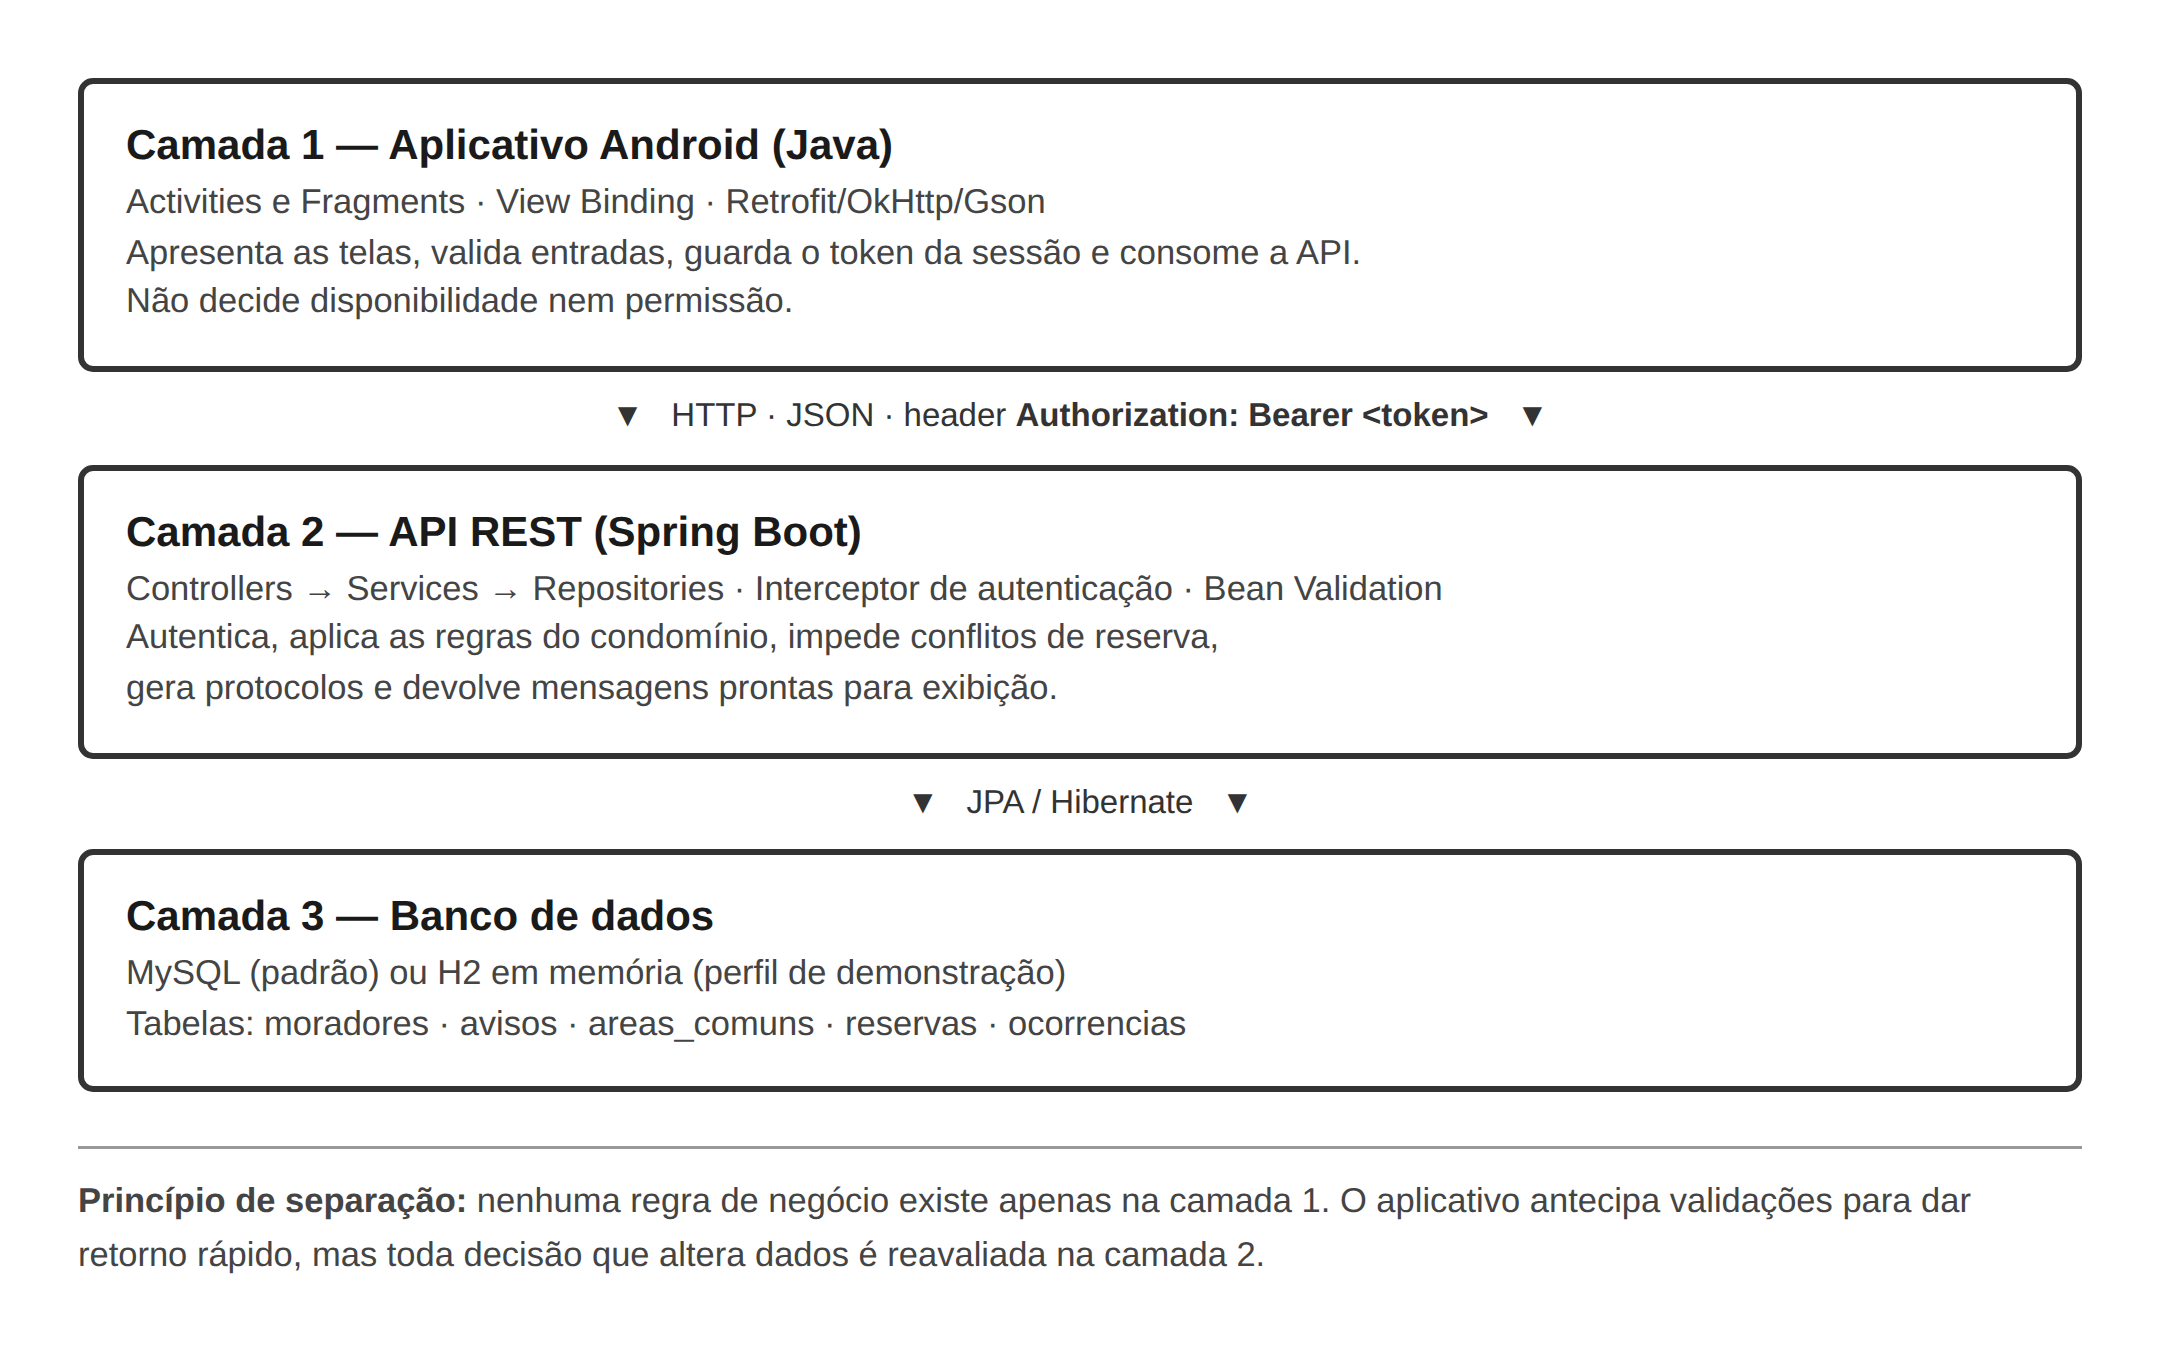 Camada 1 — Aplicativo Android (Java)
Activities e Fragments · View Binding · Retrofit/OkHttp/Gson
Apresenta as telas, valida entradas, guarda o token da sessão e consome a API.
Não decide disponibilidade nem permissão.
▼ HTTP · JSON · header Authorization: Bearer <token> ▼
Camada 2 — API REST (Spring Boot)
Controllers → Services → Repositories · Interceptor de autenticação · Bean Validation
Autentica, aplica as regras do condomínio, impede conflitos de reserva,
gera protocolos e devolve mensagens prontas para exibição.
▼ JPA / Hibernate ▼
Camada 3 — Banco de dados
MySQL (padrão) ou H2 em memória (perfil de demonstração)
Tabelas: moradores · avisos · areas_comuns · reservas · ocorrencias
Princípio de separação: nenhuma regra de negócio existe apenas na camada 1. O aplicativo antecipa validações para dar
retorno rápido, mas toda decisão que altera dados é reavaliada na camada 2.